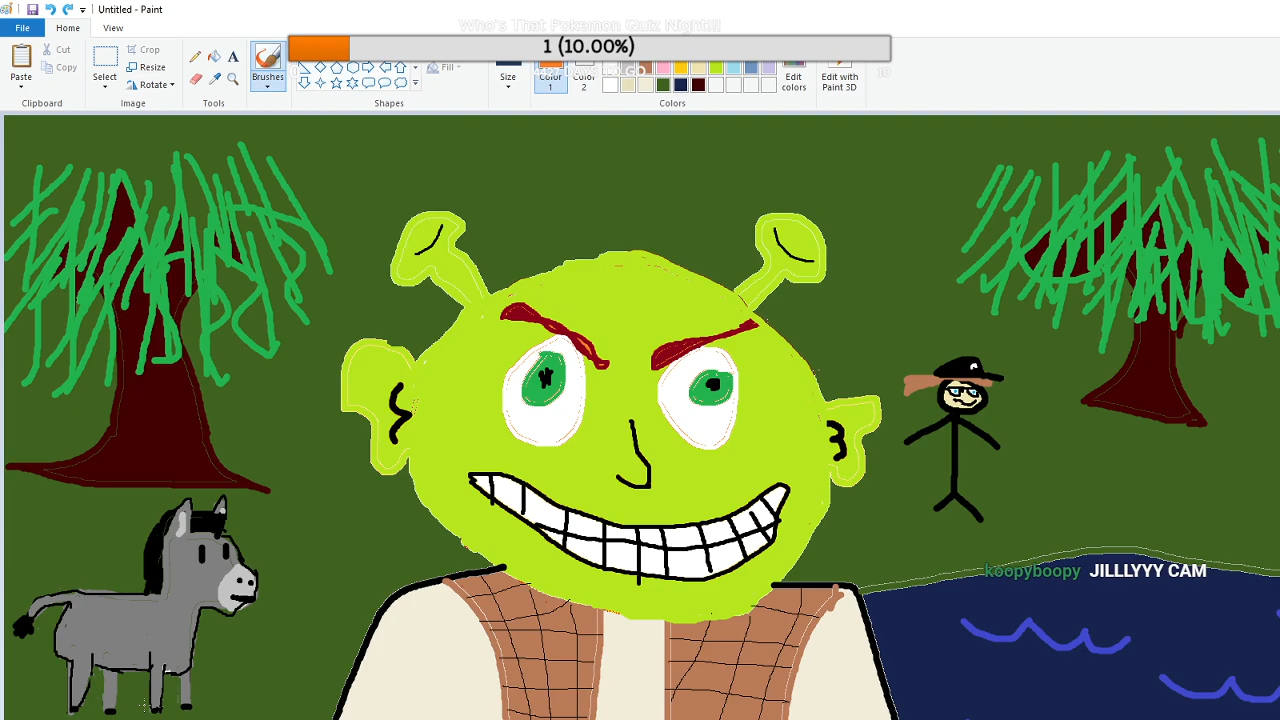 Untitled - Paint
File Home View
Who's That Pokemon Quiz Night!!!
1 (10.00%)
Paste
Cut
Copy
Clipboard
Select
Crop
Resize
Rotate
Image
A
Tools
Brushes
Fill
Shapes
Size
Color 1
2
Edit colors
Colors
Edit with Paint 3D
10
koopyboopy JILLLYYY CAM